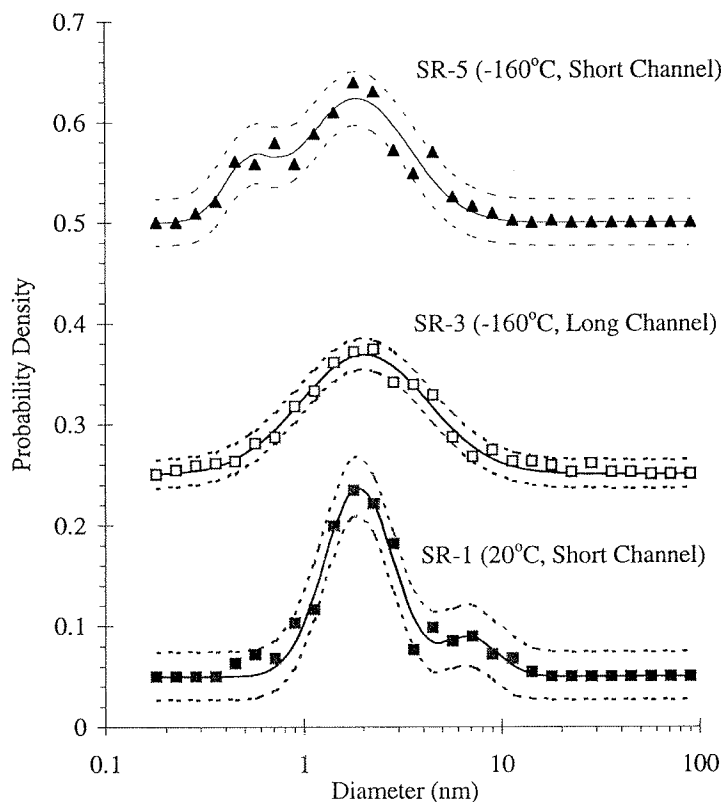 0.7
SR-5 (-160°C, Short Channel)
0.6
0.5
0.4
SR-3 (-160°C, Long Channel)
Probability Density
0.3
0.2
SR-1 (20°C, Short Channel)
0.1
0
0.1 1 10 100
Diameter (nm)